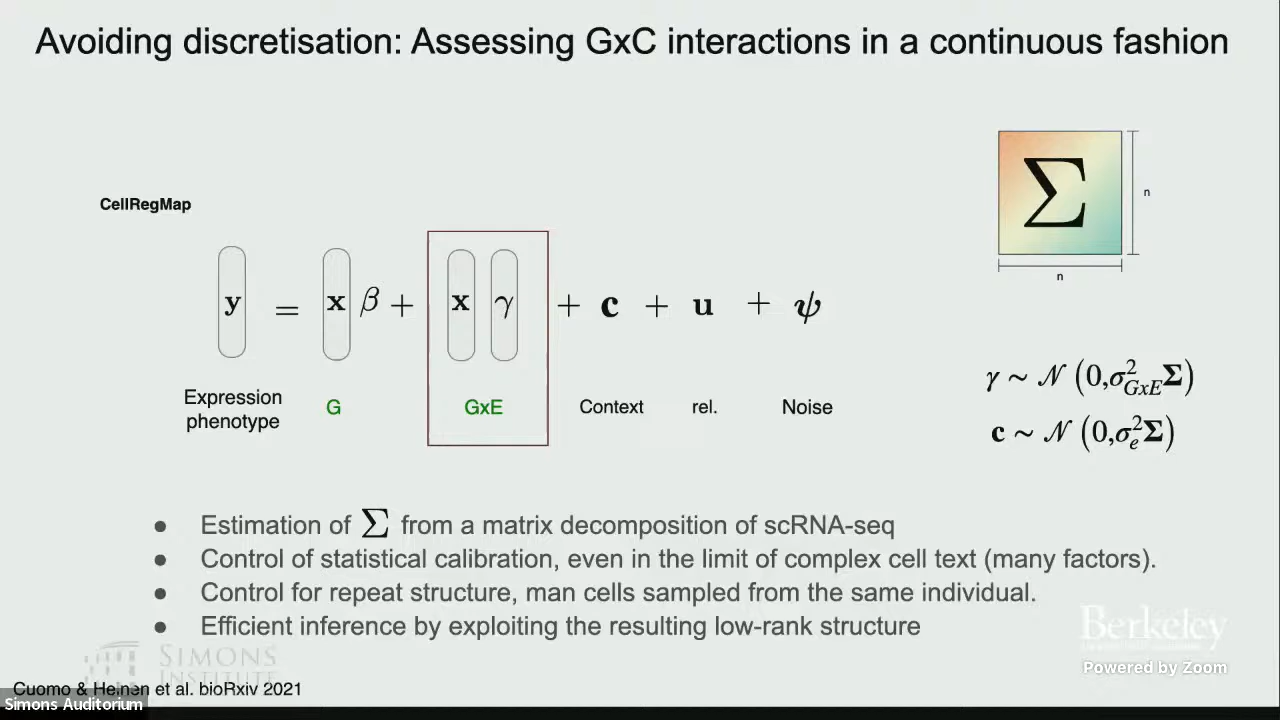 Avoiding discretisation: Assessing GxC interactions in a continuous fashion
Σ
n
n
CellRegMap
y = x β + x γ + c + u + ψ
Expression phenotype
G
GxE
Context
rel.
Noise
γ ∼ 𝒩 (0,σ²GxE Σ)
c ∼ 𝒩 (0,σ²e Σ)
● Estimation of Σ from a matrix decomposition of scRNA-seq
● Control of statistical calibration, even in the limit of complex cell text (many factors).
● Control for repeat structure, man cells sampled from the same individual.
● Efficient inference by exploiting the resulting low-rank structure
Berkeley
Powered by Zoom
SIMONS
INSTITUTE
Cuomo & Heinen et al. bioRxiv 2021
Simons Auditorium